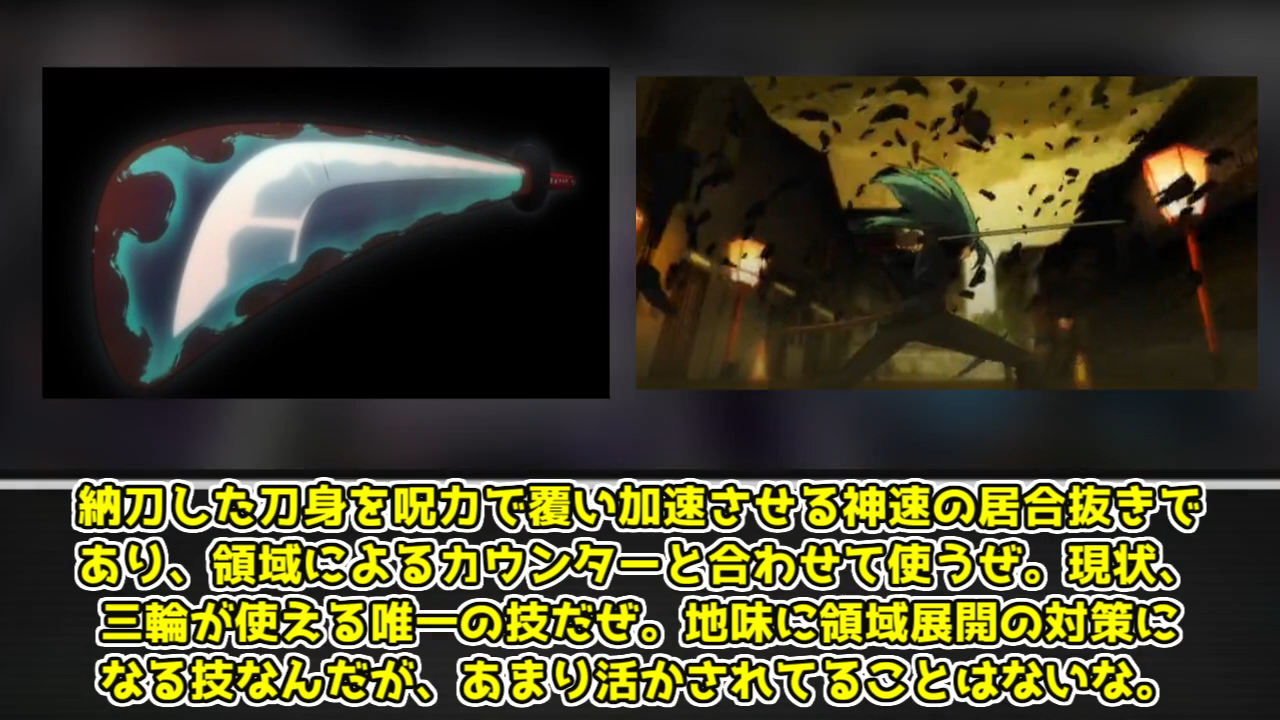 納刀した刀身を呪力で覆い加速させる神速の居合抜きで
あり、領域によるカウンターと合わせて使うぜ。現状、
三輪が使える唯一の技だぜ。地味に領域展開の対策に
なる技なんだが、あまり活かされてることはないな。